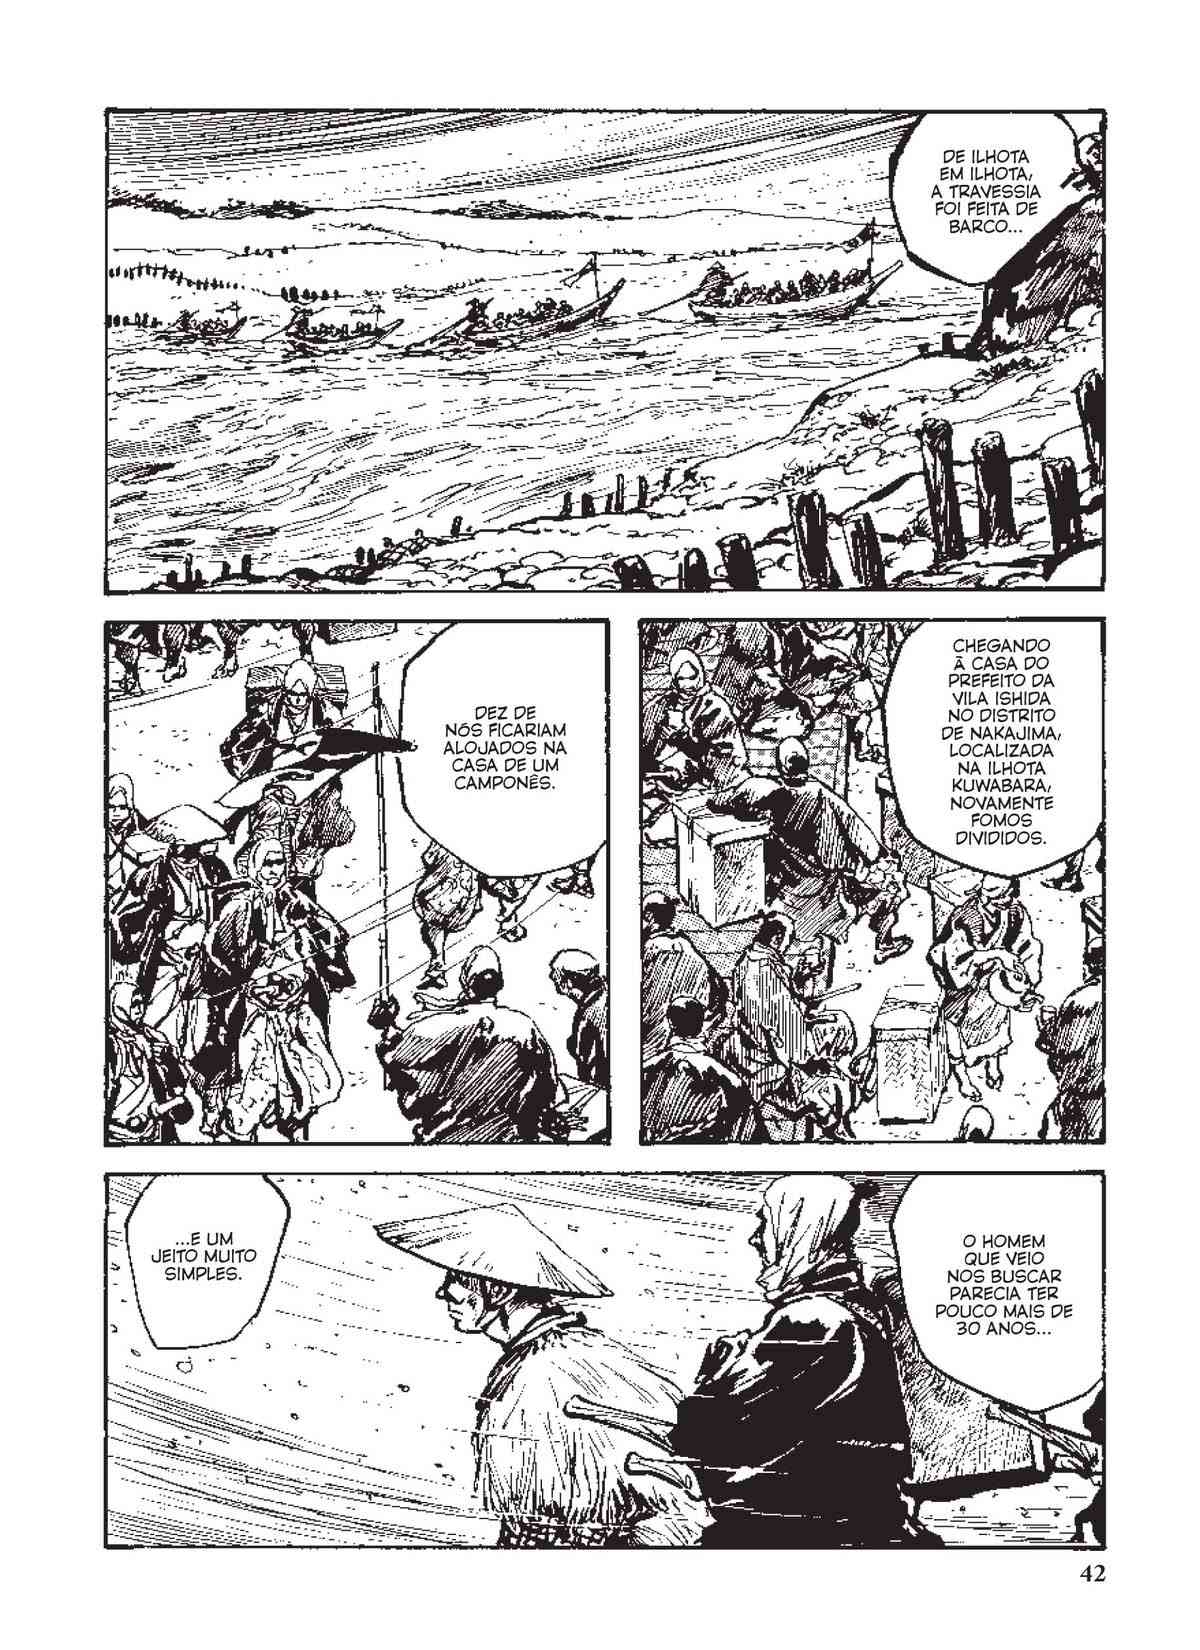 DE ILHOTA
EM ILHOTA,
A TRAVESSIA
FOI FEITA DE
BARCO...
CHEGANDO
À CASA DO
PREFEITO DA
VILA ISHIDA
NO DISTRITO
DE NAKAJIMA,
LOCALIZADA
NA ILHOTA
KUWABARA,
NOVAMENTE
FOMOS
DIVIDIDOS.
DEZ DE
NÓS FICARIAM
ALOJADOS NA
CASA DE UM
CAMPONÊS.
O HOMEM
QUE VEIO
NOS BUSCAR
PARECIA TER
POUCO MAIS DE
30 ANOS...
...E UM
JEITO MUITO
SIMPLES.
42